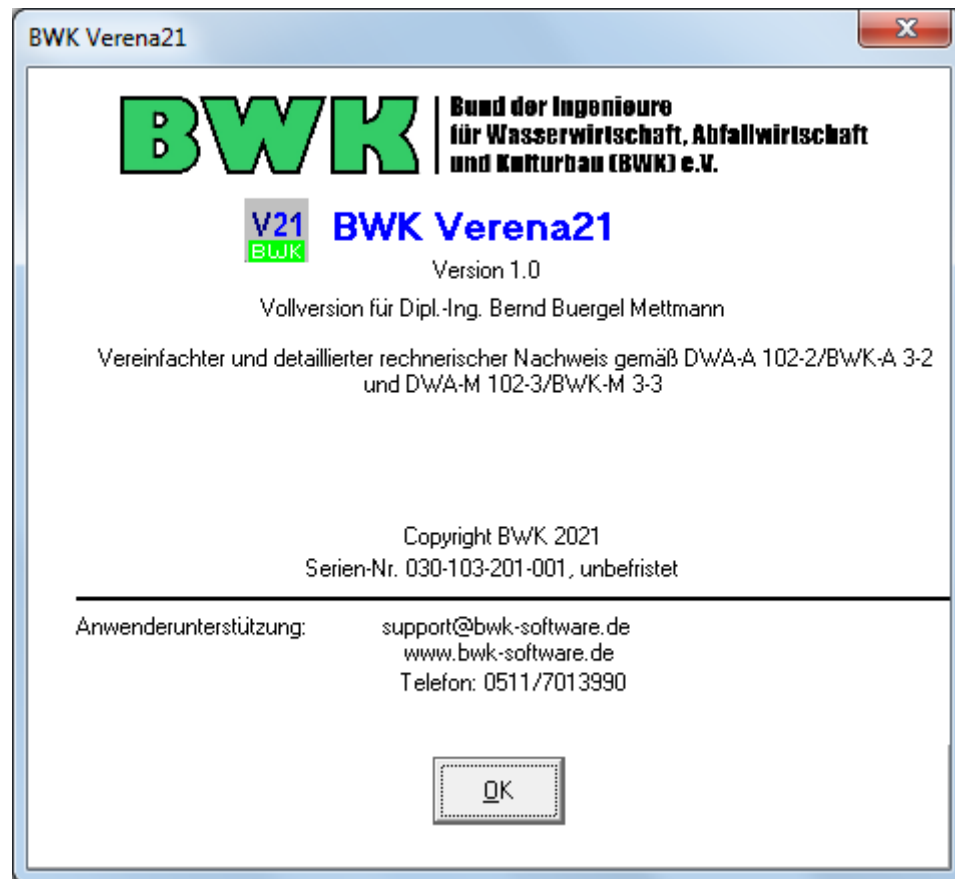 BWK Verena21
BWK
Bund der Ingenieure
für Wasserwirtschaft, Abfallwirtschaft
und Kulturbau (BWK) e.V.
V21
BWK
BWK Verena21
Version 1.0
Vollversion für Dipl.-Ing. Bernd Buergel Mettmann
Vereinfachter und detaillierter rechnerischer Nachweis gemäß DWA-A 102-2/BWK-A 3-2
und DWA-M 102-3/BWK-M 3-3
Copyright BWK 2021
Serien-Nr. 030-103-201-001, unbefristet
Anwenderunterstützung: support@bwk-software.de
www.bwk-software.de
Telefon: 0511/7013990
OK